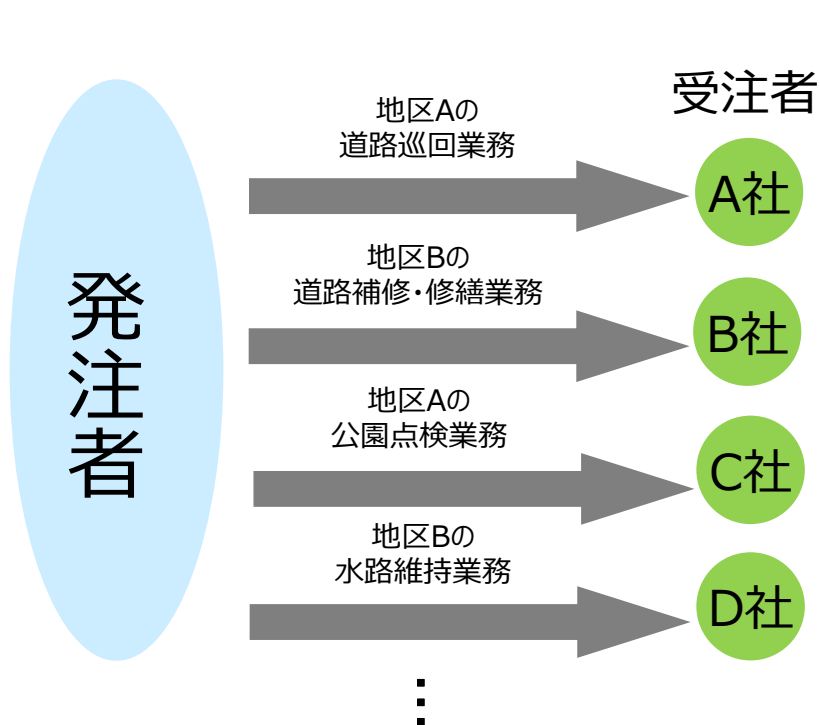 受注者
発注者
地区Aの
道路巡回業務
A社
地区Bの
道路補修・修繕業務
B社
地区Aの
公園点検業務
C社
地区Bの
水路維持業務
D社
⋮